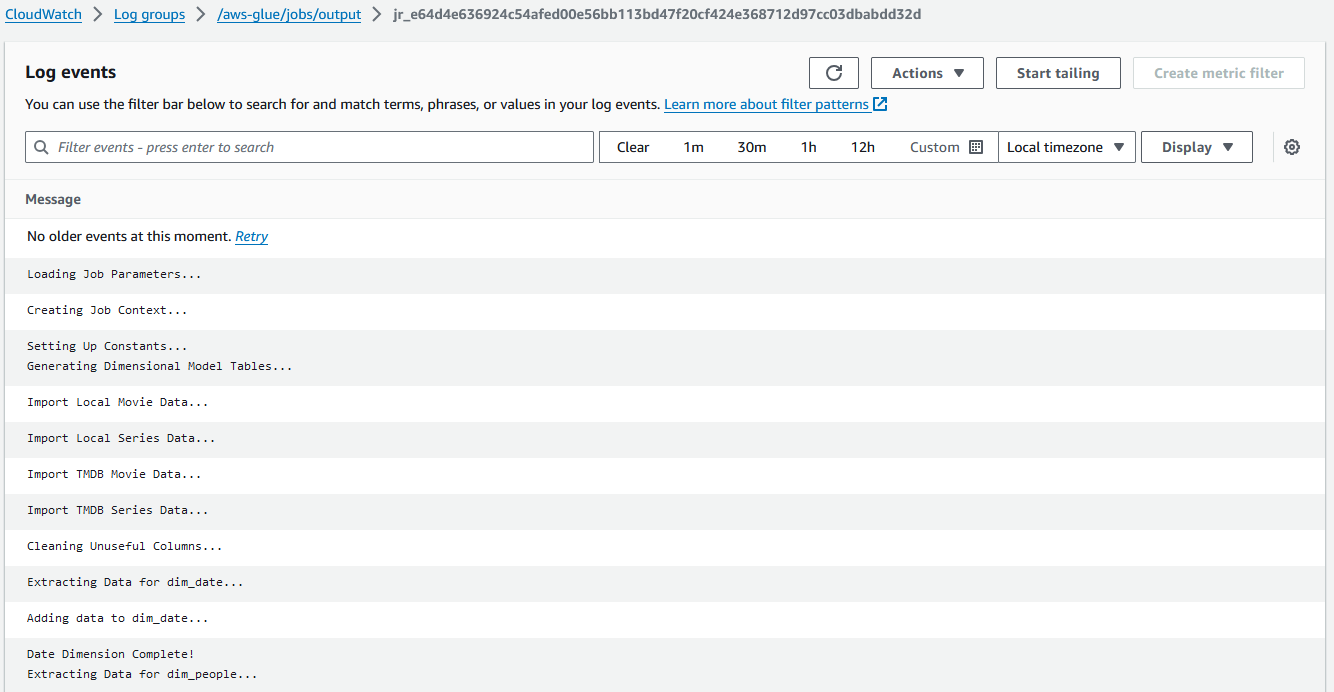 CloudWatch > Log groups > /aws-glue/jobs/output > jr_e64d4e636924c54afed00e56bb113bd47f20cf424e368712d97cc03dbabdd32d
Log events
Actions
Start tailing
Create metric filter
You can use the filter bar below to search for and match terms, phrases, or values in your log events. Learn more about filter patterns
Filter events - press enter to search
Clear 1m 30m 1h 12h Custom
Local timezone
Display
Message
No older events at this moment. Retry
Loading Job Parameters...
Creating Job Context...
Setting Up Constants...
Generating Dimensional Model Tables...
Import Local Movie Data...
Import Local Series Data...
Import TMDB Movie Data...
Import TMDB Series Data...
Cleaning Unuseful Columns...
Extracting Data for dim_date...
Adding data to dim_date...
Date Dimension Complete!
Extracting Data for dim_people...